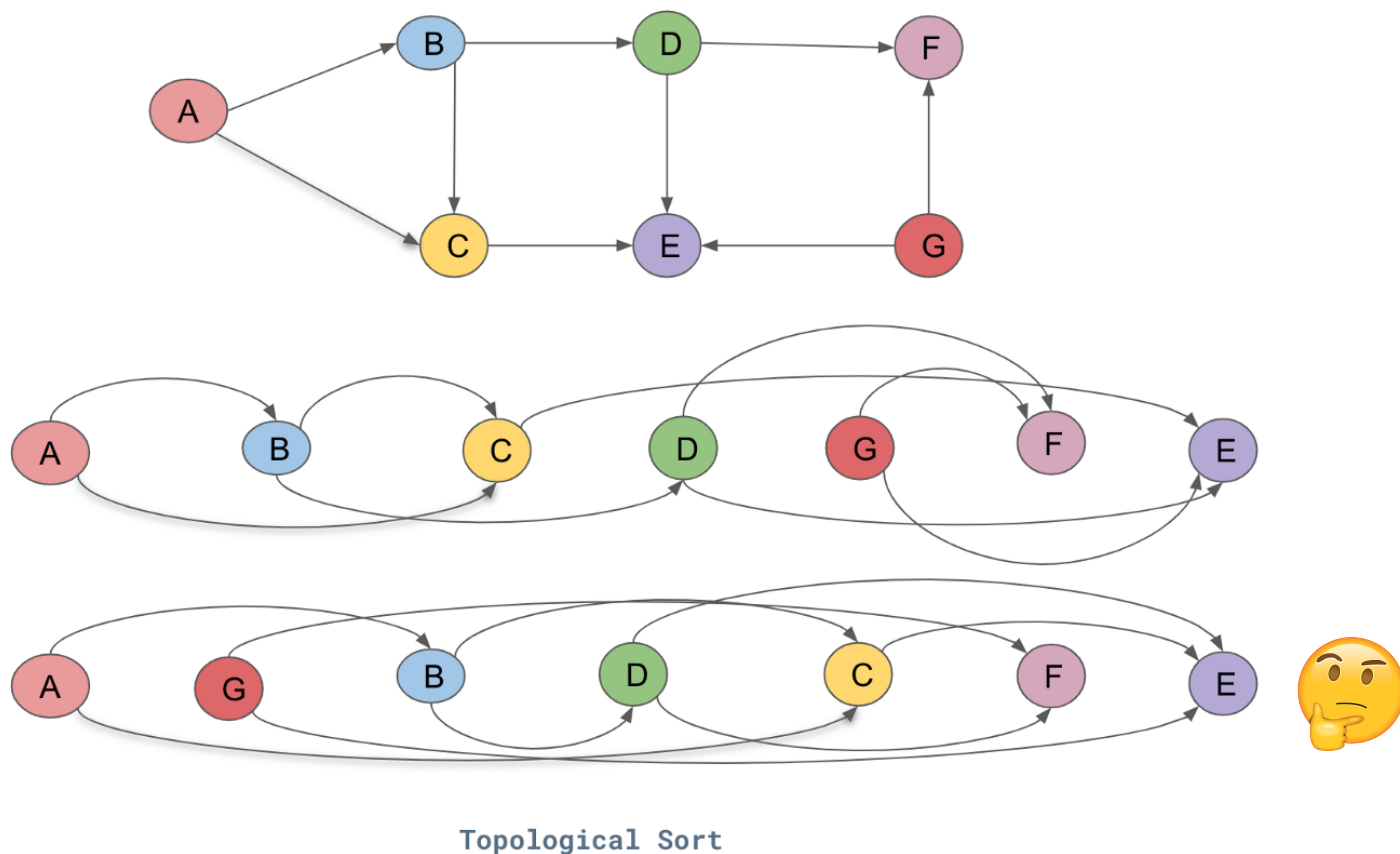 B D F
A
C E G
A B C D G F E
A G B D C F E
Topological Sort